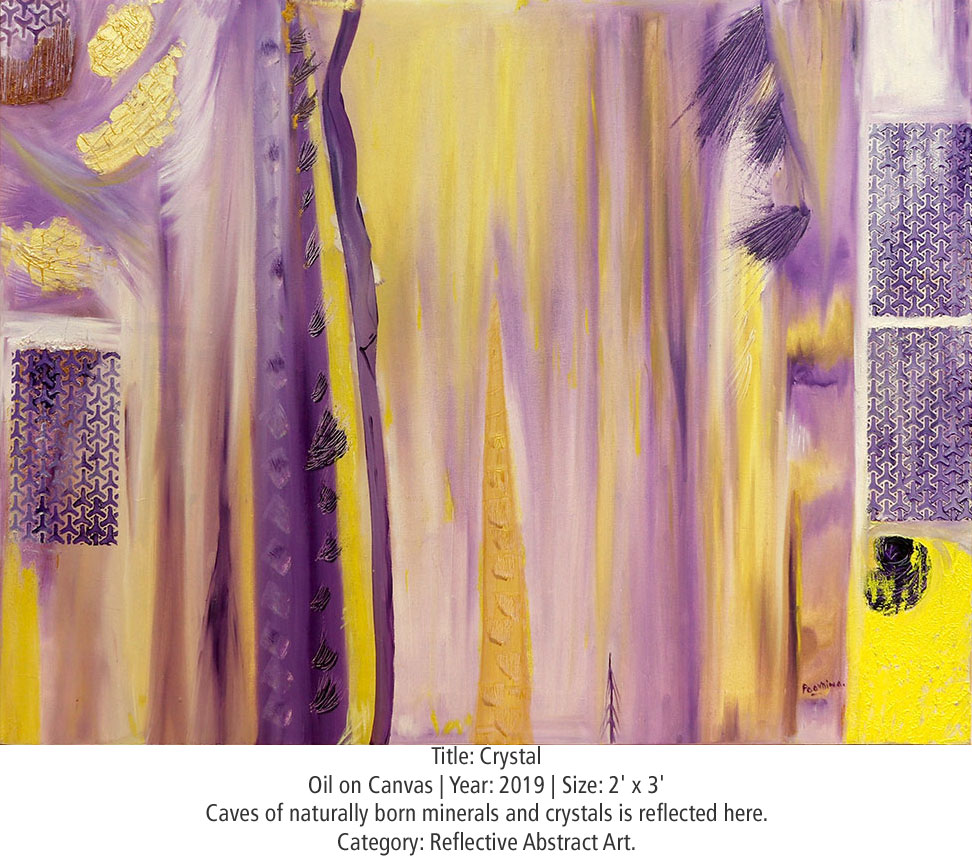 Poornima.
Title: Crystal
Oil on Canvas | Year: 2019 | Size: 2' x 3'
Caves of naturally born minerals and crystals is reflected here.
Category: Reflective Abstract Art.